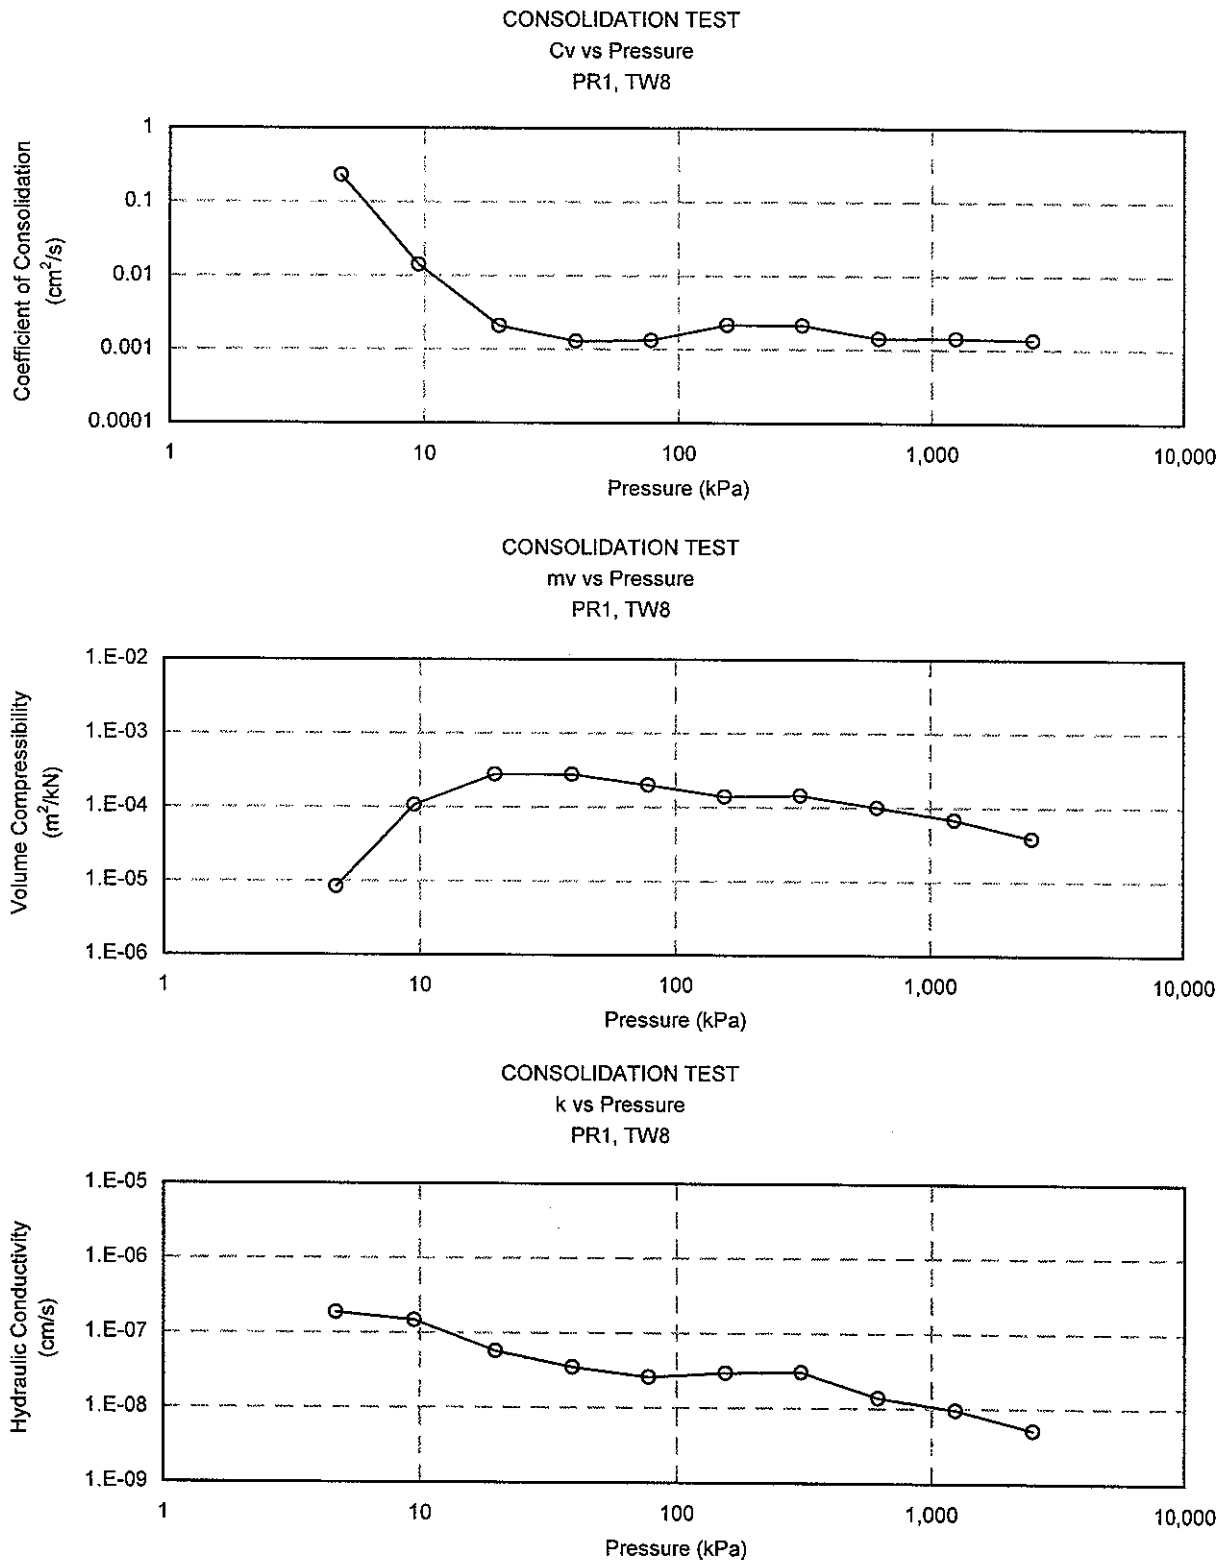 CONSOLIDATION TEST
Cv vs Pressure
PR1, TW8
Coefficient of Consolidation
(cm²/s)
1
0.1
0.01
0.001
0.0001
1
10
100
1,000
10,000
Pressure (kPa)
CONSOLIDATION TEST
mv vs Pressure
PR1, TW8
Volume Compressibility
(m²/kN)
1.E-02
1.E-03
1.E-04
1.E-05
1.E-06
1
10
100
1,000
10,000
Pressure (kPa)
CONSOLIDATION TEST
k vs Pressure
PR1, TW8
Hydraulic Conductivity
(cm/s)
1.E-05
1.E-06
1.E-07
1.E-08
1.E-09
1
10
100
1,000
10,000
Pressure (kPa)